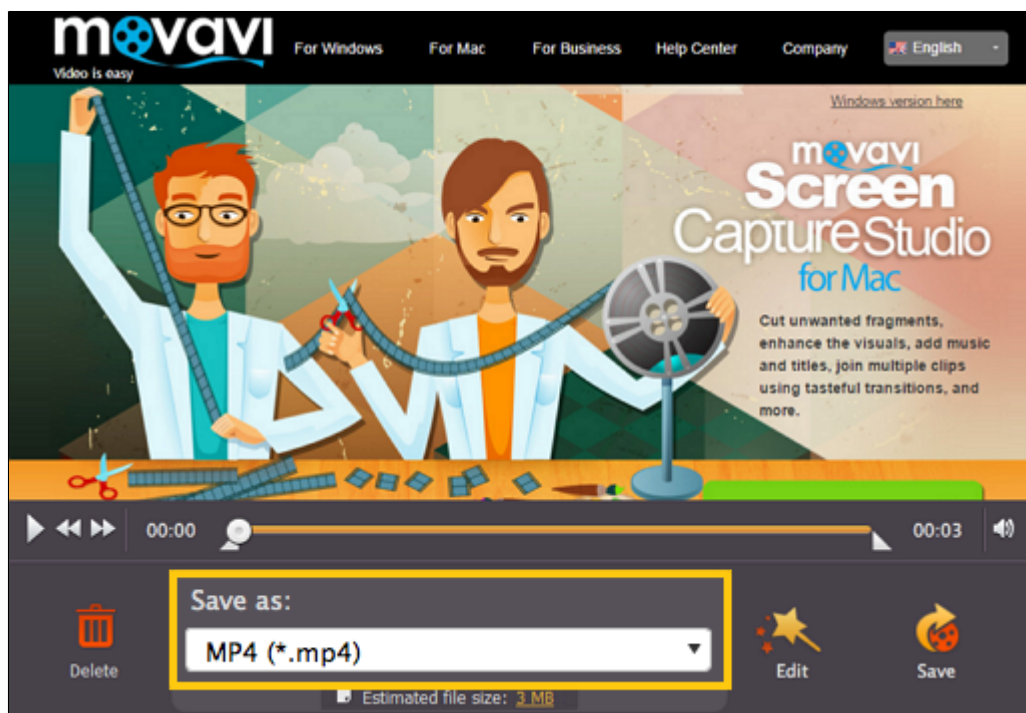 movavi
Video is easy
For Windows For Mac For Business Help Center Company English
Windows version here
movavi
Screen
Capture Studio
for Mac
Cut unwanted fragments,
enhance the visuals, add music
and titles, join multiple clips
using tasteful transitions, and
more.
00:00 00:03
Save as:
MP4 (*.mp4)
Delete Edit Save
Estimated file size: 3 MB